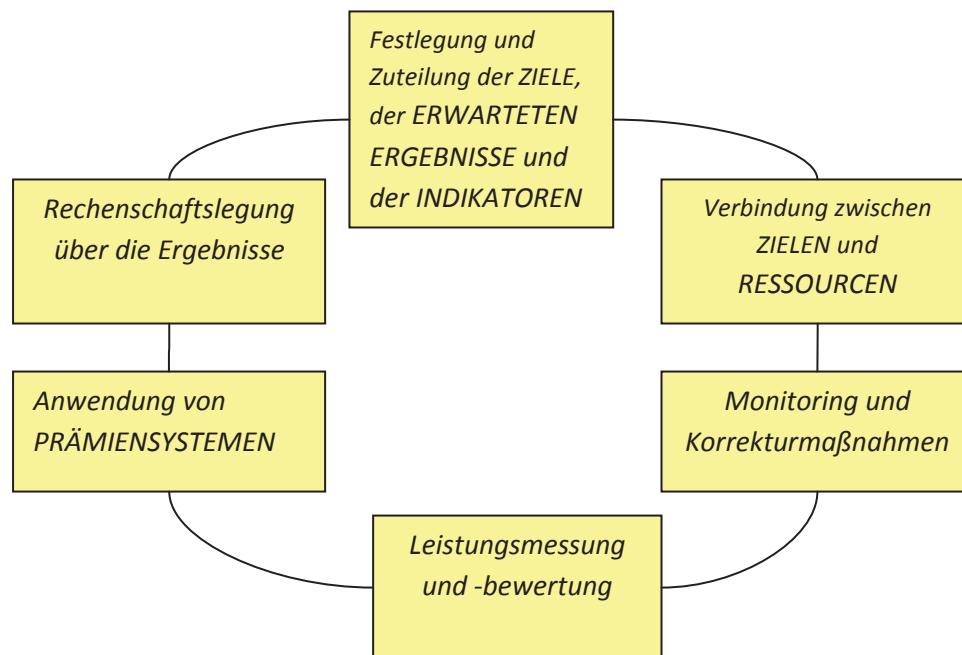 Festlegung und
Zuteilung der ZIELE,
der ERWARTETEN
ERGEBNISSE und
der INDIKATOREN
Rechenschaftslegung
über die Ergebnisse
Verbindung zwischen
ZIELEN und
RESSOURCEN
Anwendung von
PRÄMIENSYSTEMEN
Monitoring und
Korrekturmaßnahmen
Leistungsmessung
und -bewertung